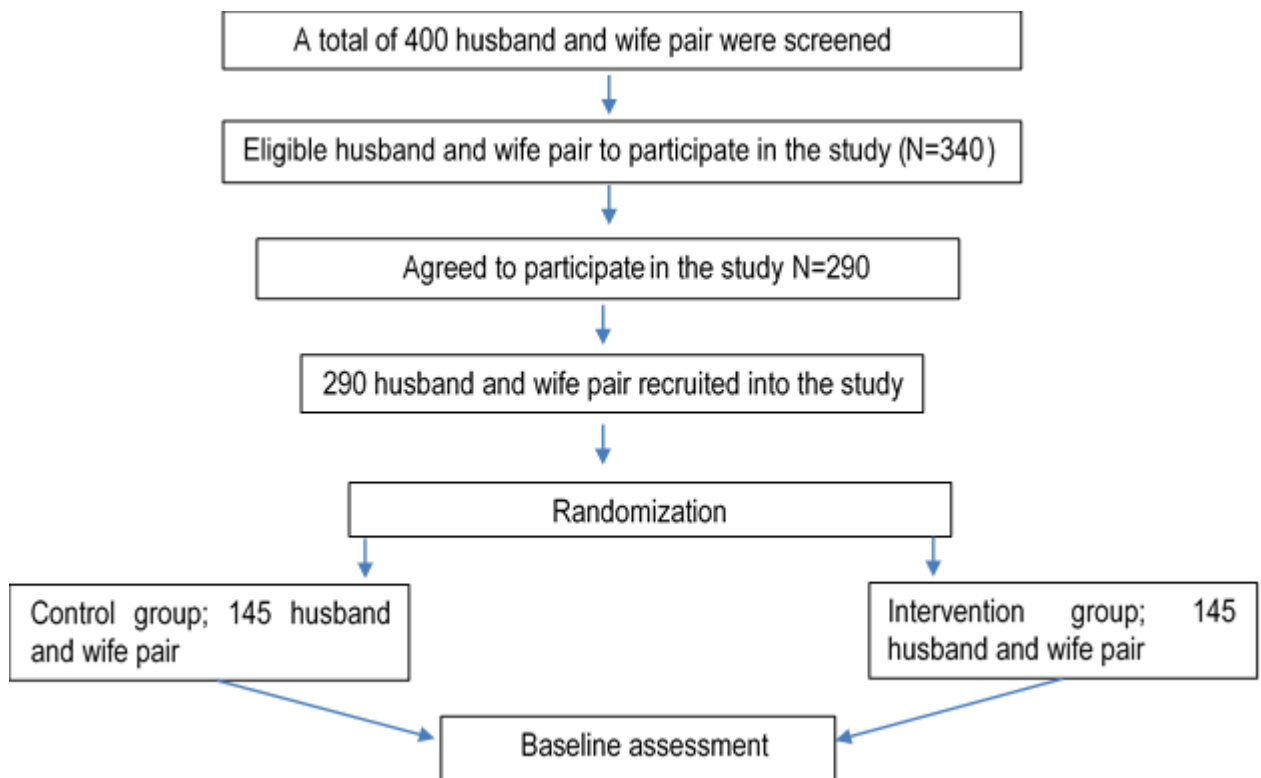 A total of 400 husband and wife pair were screened
Eligible husband and wife pair to participate in the study (N=340)
Agreed to participate in the study N=290
290 husband and wife pair recruited into the study
Randomization
Control group; 145 husband
and wife pair
Intervention group; 145
husband and wife pair
Baseline assessment